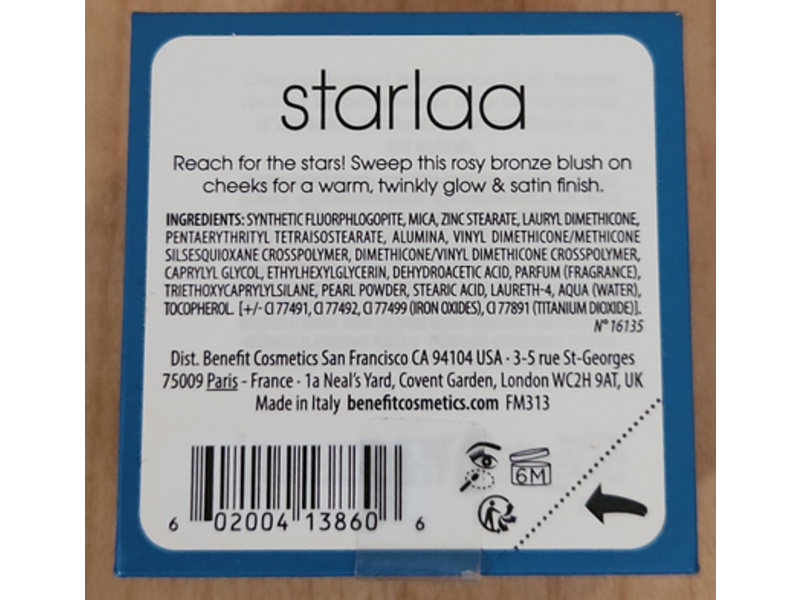 starlaa
Reach for the stars! Sweep this rosy bronze blush on
cheeks for a warm, twinkly glow & satin finish.
INGREDIENTS: SYNTHETIC FLUORPHLOGOPITE, MICA, ZINC STEARATE, LAURYL DIMETHICONE,
PENTAERYTHRITYL TETRAISOSTEARATE, ALUMINA, VINYL DIMETHICONE/METHICONE
SILSESQUIOXANE CROSSPOLYMER, DIMETHICONE/VINYL DIMETHICONE CROSSPOLYMER,
CAPRYLYL GLYCOL, ETHYLHEXYLGLYCERIN, DEHYDROACETIC ACID, PARFUM (FRAGRANCE),
TRIETHOXYCAPRYLYLSILANE, PEARL POWDER, STEARIC ACID, LAURETH-4, AQUA (WATER),
TOCOPHEROL. [+/- CI 77491, CI 77492, CI 77499 (IRON OXIDES), CI 77891 (TITANIUM DIOXIDE)].
N° 16135
Dist. Benefit Cosmetics San Francisco CA 94104 USA · 3-5 rue St-Georges
75009 Paris - France · 1a Neal's Yard, Covent Garden, London WC2H 9AT, UK
Made in Italy benefitcosmetics.com FM313
6M
6 02004 13860 6